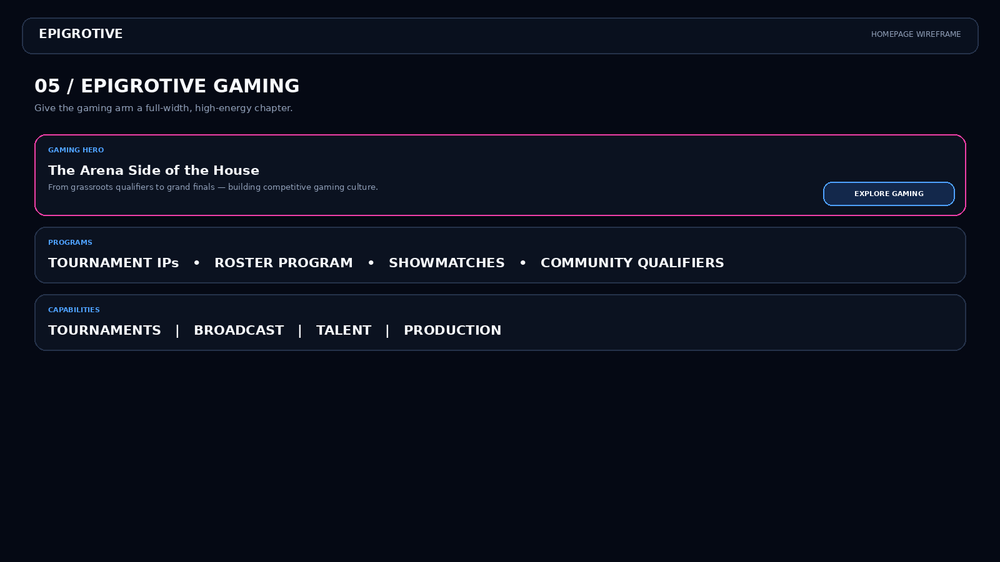 EPIGROTIVE
HOMEPAGE WIREFRAME
05 / EPIGROTIVE GAMING
Give the gaming arm a full-width, high-energy chapter.
GAMING HERO
The Arena Side of the House
From grassroots qualifiers to grand finals — building competitive gaming culture.
EXPLORE GAMING
PROGRAMS
TOURNAMENT IPs • ROSTER PROGRAM • SHOWMATCHES • COMMUNITY QUALIFIERS
CAPABILITIES
TOURNAMENTS | BROADCAST | TALENT | PRODUCTION